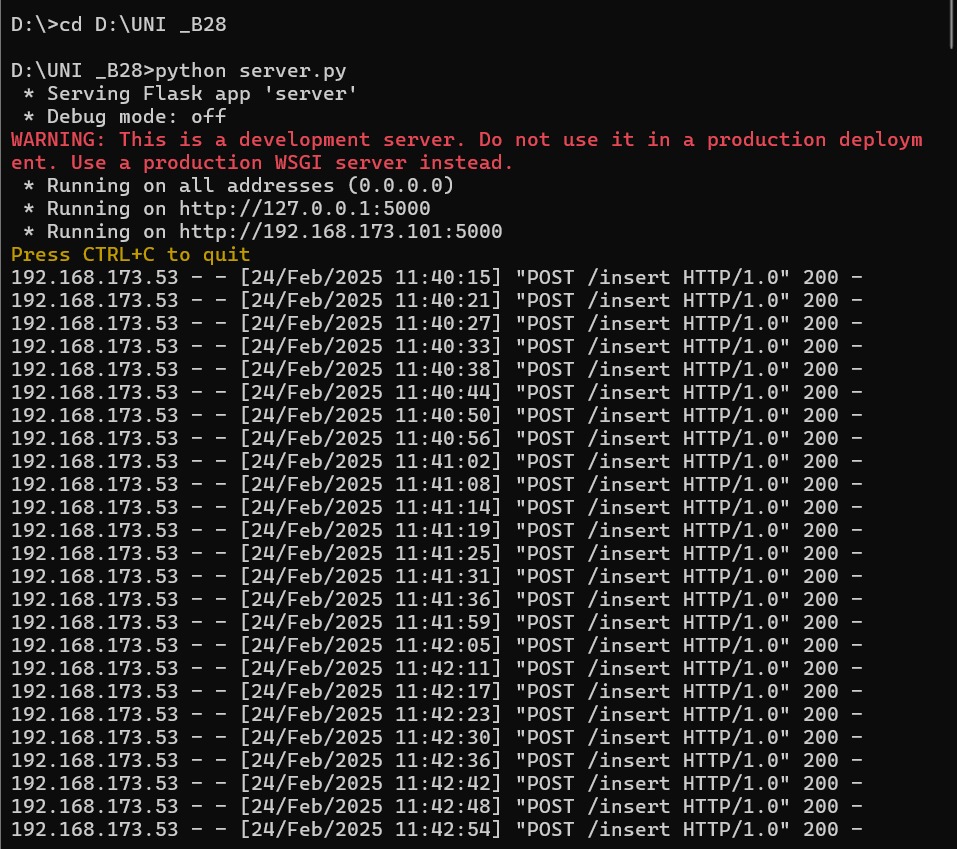 D:\>cd D:\UNI _B28
D:\UNI _B28>python server.py
 * Serving Flask app 'server'
 * Debug mode: off
WARNING: This is a development server. Do not use it in a production deploym
ent. Use a production WSGI server instead.
 * Running on all addresses (0.0.0.0)
 * Running on http://127.0.0.1:5000
 * Running on http://192.168.173.101:5000
Press CTRL+C to quit
192.168.173.53 - - [24/Feb/2025 11:40:15] "POST /insert HTTP/1.0" 200 -
192.168.173.53 - - [24/Feb/2025 11:40:21] "POST /insert HTTP/1.0" 200 -
192.168.173.53 - - [24/Feb/2025 11:40:27] "POST /insert HTTP/1.0" 200 -
192.168.173.53 - - [24/Feb/2025 11:40:33] "POST /insert HTTP/1.0" 200 -
192.168.173.53 - - [24/Feb/2025 11:40:38] "POST /insert HTTP/1.0" 200 -
192.168.173.53 - - [24/Feb/2025 11:40:44] "POST /insert HTTP/1.0" 200 -
192.168.173.53 - - [24/Feb/2025 11:40:50] "POST /insert HTTP/1.0" 200 -
192.168.173.53 - - [24/Feb/2025 11:40:56] "POST /insert HTTP/1.0" 200 -
192.168.173.53 - - [24/Feb/2025 11:41:02] "POST /insert HTTP/1.0" 200 -
192.168.173.53 - - [24/Feb/2025 11:41:08] "POST /insert HTTP/1.0" 200 -
192.168.173.53 - - [24/Feb/2025 11:41:14] "POST /insert HTTP/1.0" 200 -
192.168.173.53 - - [24/Feb/2025 11:41:19] "POST /insert HTTP/1.0" 200 -
192.168.173.53 - - [24/Feb/2025 11:41:25] "POST /insert HTTP/1.0" 200 -
192.168.173.53 - - [24/Feb/2025 11:41:31] "POST /insert HTTP/1.0" 200 -
192.168.173.53 - - [24/Feb/2025 11:41:36] "POST /insert HTTP/1.0" 200 -
192.168.173.53 - - [24/Feb/2025 11:41:59] "POST /insert HTTP/1.0" 200 -
192.168.173.53 - - [24/Feb/2025 11:42:05] "POST /insert HTTP/1.0" 200 -
192.168.173.53 - - [24/Feb/2025 11:42:11] "POST /insert HTTP/1.0" 200 -
192.168.173.53 - - [24/Feb/2025 11:42:17] "POST /insert HTTP/1.0" 200 -
192.168.173.53 - - [24/Feb/2025 11:42:23] "POST /insert HTTP/1.0" 200 -
192.168.173.53 - - [24/Feb/2025 11:42:30] "POST /insert HTTP/1.0" 200 -
192.168.173.53 - - [24/Feb/2025 11:42:36] "POST /insert HTTP/1.0" 200 -
192.168.173.53 - - [24/Feb/2025 11:42:42] "POST /insert HTTP/1.0" 200 -
192.168.173.53 - - [24/Feb/2025 11:42:48] "POST /insert HTTP/1.0" 200 -
192.168.173.53 - - [24/Feb/2025 11:42:54] "POST /insert HTTP/1.0" 200 -